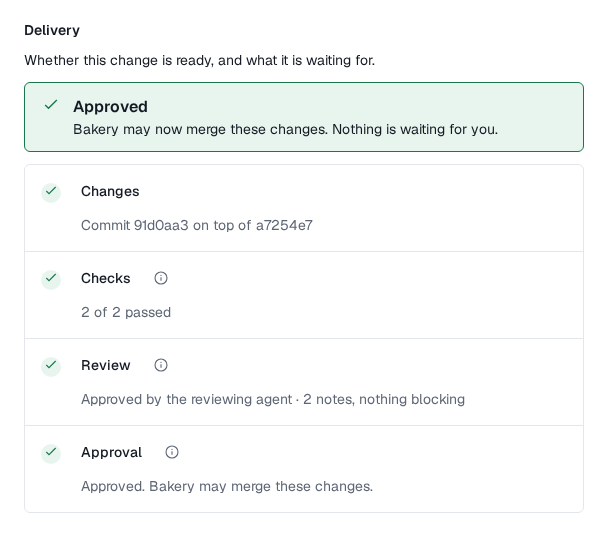 Delivery
Whether this change is ready, and what it is waiting for.
Approved
Bakery may now merge these changes. Nothing is waiting for you.
Changes
Commit 91d0aa3 on top of a7254e7
Checks
2 of 2 passed
Review
Approved by the reviewing agent · 2 notes, nothing blocking
Approval
Approved. Bakery may merge these changes.